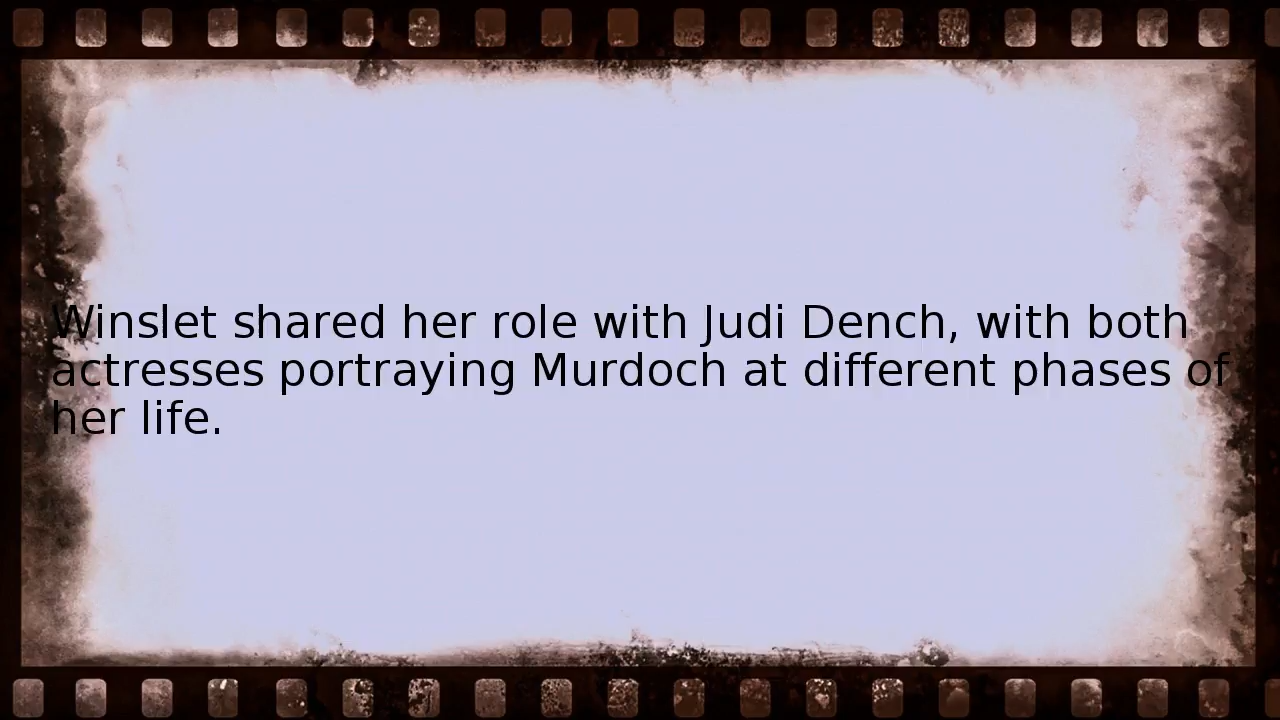 Winslet shared her role with Judi Dench, with both
actresses portraying Murdoch at different phases of
her life.